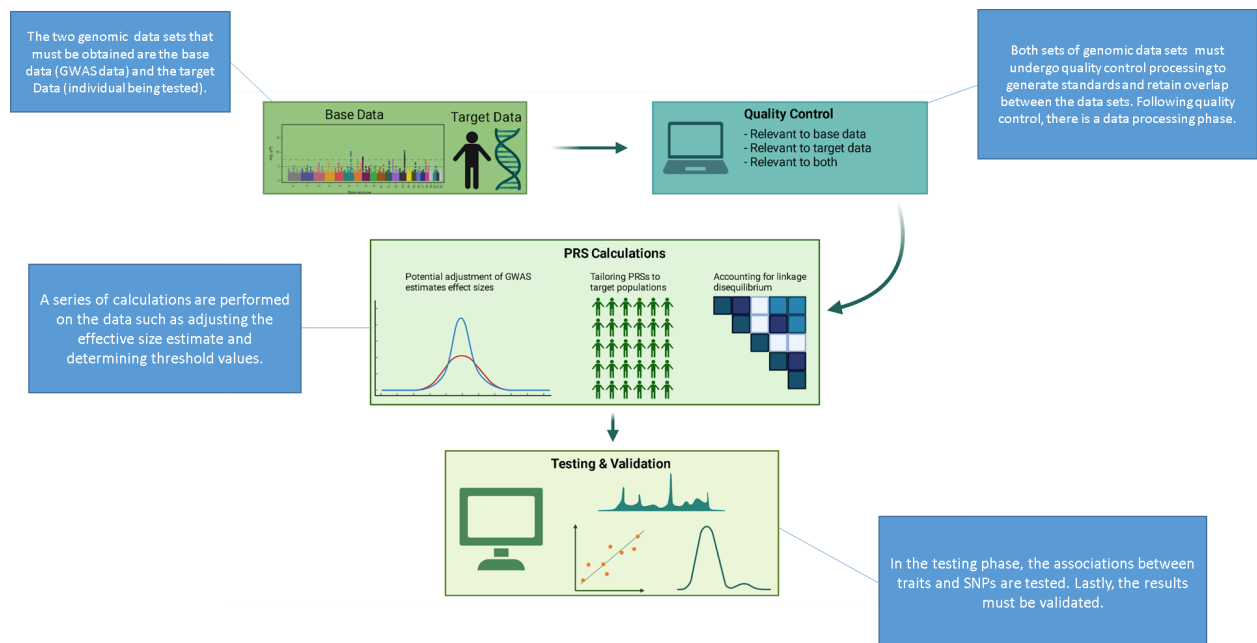 The two genomic data sets that
must be obtained are the base
data (GWAS data) and the target
Data (individual being tested).
Both sets of genomic data sets must
undergo quality control processing to
generate standards and retain overlap
between the data sets. Following quality
control, there is a data processing phase.
Base Data
Target Data
Quality Control
- Relevant to base data
- Relevant to target data
- Relevant to both
PRS Calculations
Potential adjustment of GWAS
estimates effect sizes
Tailoring PRSs to
target populations
Accounting for linkage
disequilibrium
A series of calculations are performed
on the data such as adjusting the
effective size estimate and
determining threshold values.
Testing & Validation
In the testing phase, the associations between
traits and SNPs are tested. Lastly, the results
must be validated.